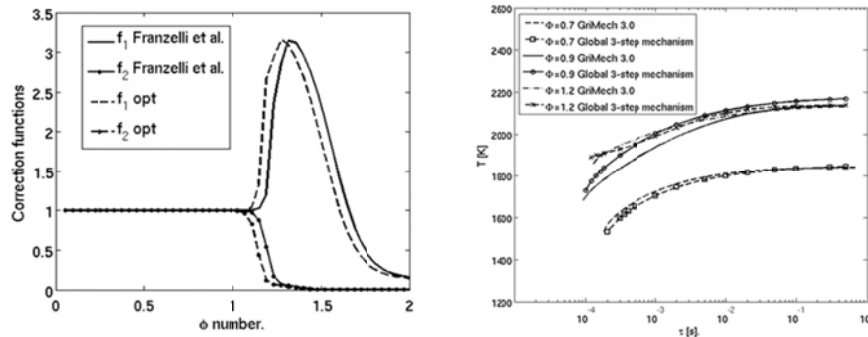 f1 Franzelli et al.
f2 Franzelli et al.
f1 opt
f2 opt
Correction functions
3.5
3
2.5
2
1.5
1
0.5
0
0
0.5
1
1.5
2
ϕ number.
Φ=0.7 GriMech 3.0
Φ=0.7 Global 3-step mechanism
Φ=0.9 GriMech 3.0
Φ=0.9 Global 3-step mechanism
Φ=1.2 GriMech 3.0
Φ=1.2 Global 3-step mechanism
T [K]
2600
2400
2200
2000
1800
1600
1400
1200
10^-4
10^-3
10^-2
10^-1
10^0
τ [s].